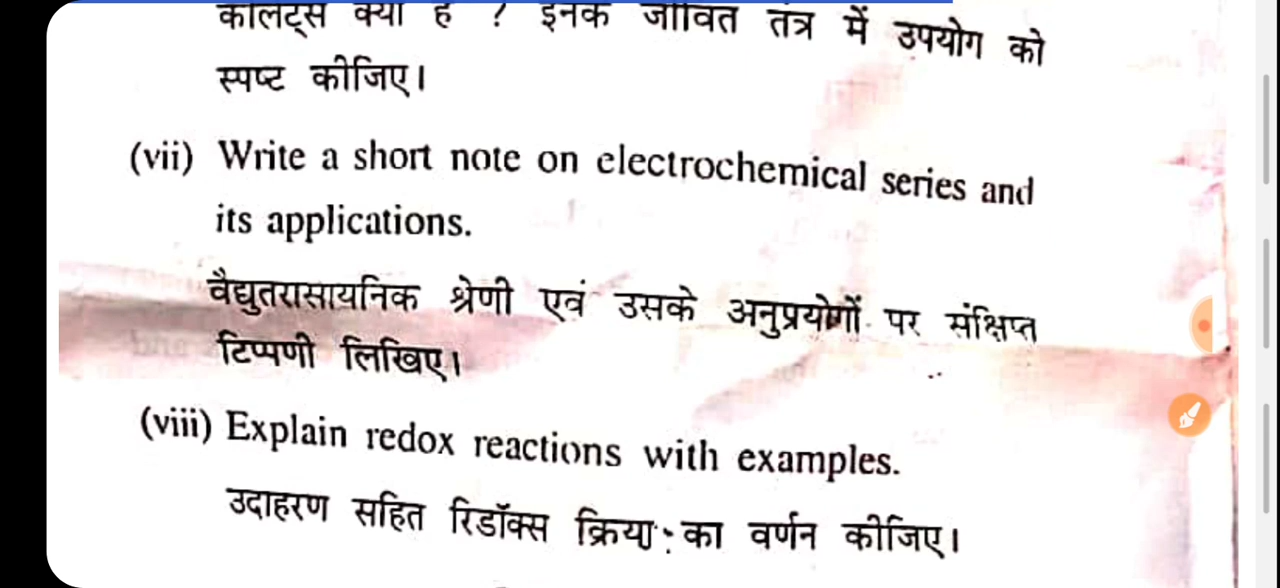 कीलेट्स क्या है ? इनके जीवित तंत्र में उपयोग को
स्पष्ट कीजिए।
(vii) Write a short note on electrochemical series and
its applications.
वैद्युतरासायनिक श्रेणी एवं उसके अनुप्रयोगों पर संक्षिप्त
टिप्पणी लिखिए।
(viii) Explain redox reactions with examples.
उदाहरण सहित रिडॉक्स क्रिया का वर्णन कीजिए।